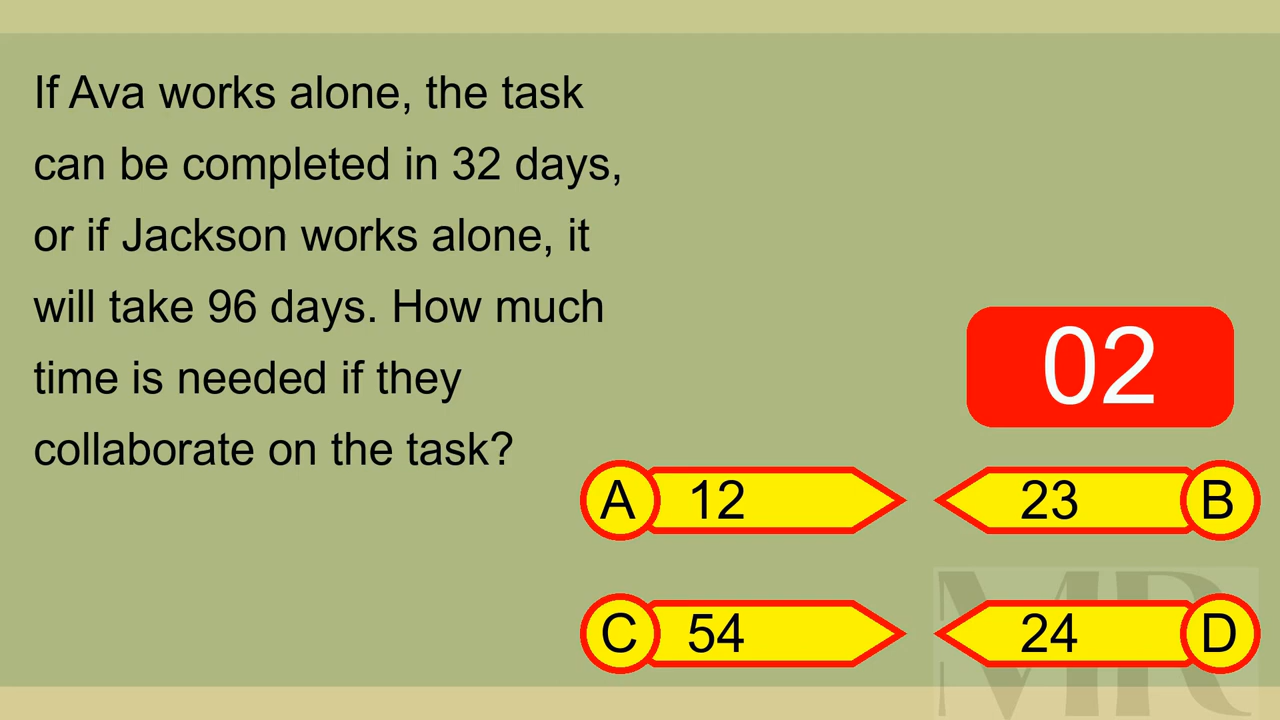 If Ava works alone, the task
can be completed in 32 days,
or if Jackson works alone, it
will take 96 days. How much
time is needed if they
collaborate on the task?
02
A 12
23 B
C 54
24 D
MR